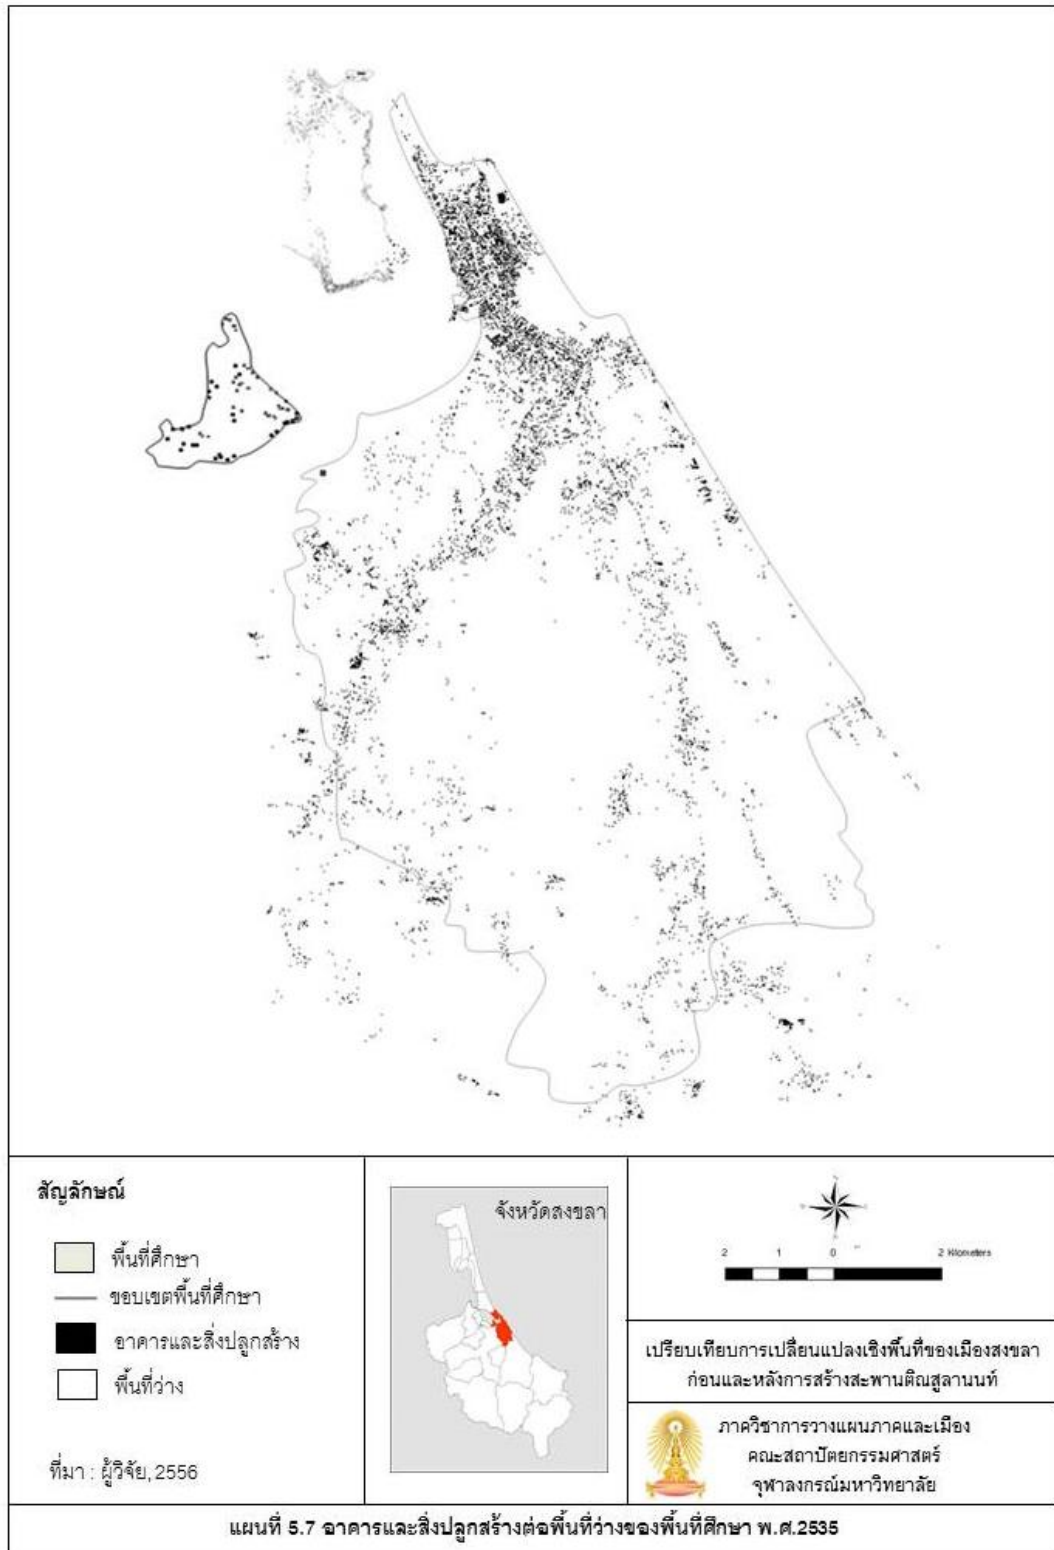 สัญลักษณ์
พื้นที่ศึกษา
ขอบเขตพื้นที่ศึกษา
อาคารและสิ่งปลูกสร้าง
พื้นที่ว่าง
ที่มา : ผู้วิจัย, 2556
จังหวัดสงขลา
2 1 0 2 Kilometers
เปรียบเทียบการเปลี่ยนแปลงเชิงพื้นที่ของเมืองสงขลา
ก่อนและหลังการสร้างสะพานติณสูลานนท์
ภาควิชาการวางแผนภาคและเมือง
คณะสถาปัตยกรรมศาสตร์
จุฬาลงกรณ์มหาวิทยาลัย
แผนที่ 5.7 อาคารและสิ่งปลูกสร้างต่อพื้นที่ว่างของพื้นที่ศึกษา พ.ศ.2535